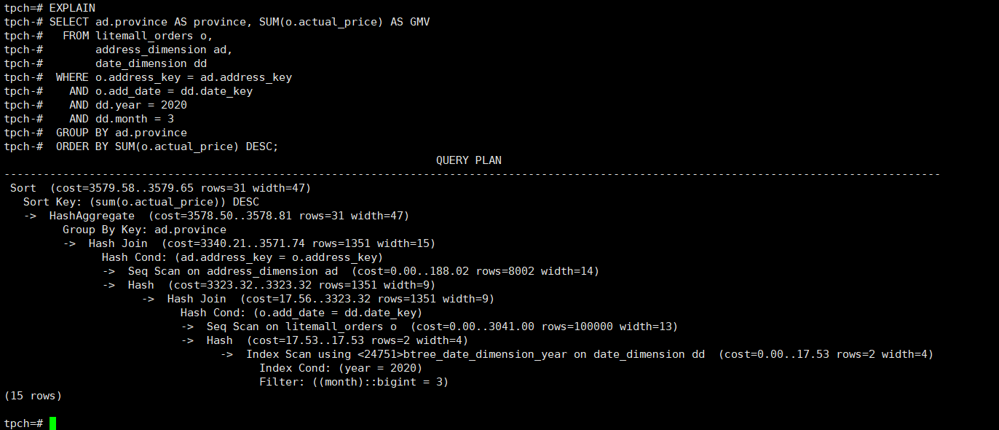 tpch=# EXPLAIN
tpch-# SELECT ad.province AS province, SUM(o.actual_price) AS GMV
tpch-#   FROM litemall_orders o,
tpch-#        address_dimension ad,
tpch-#        date_dimension dd
tpch-#  WHERE o.address_key = ad.address_key
tpch-#    AND o.add_date = dd.date_key
tpch-#    AND dd.year = 2020
tpch-#    AND dd.month = 3
tpch-#  GROUP BY ad.province
tpch-#  ORDER BY SUM(o.actual_price) DESC;
QUERY PLAN
-----------------------------------------------------------------------------------------------------------------------------------------------
 Sort  (cost=3579.58..3579.65 rows=31 width=47)
   Sort Key: (sum(o.actual_price)) DESC
   ->  HashAggregate  (cost=3578.50..3578.81 rows=31 width=47)
         Group By Key: ad.province
         ->  Hash Join  (cost=3340.21..3571.74 rows=1351 width=15)
               Hash Cond: (ad.address_key = o.address_key)
               ->  Seq Scan on address_dimension ad  (cost=0.00..188.02 rows=8002 width=14)
               ->  Hash  (cost=3323.32..3323.32 rows=1351 width=9)
                     ->  Hash Join  (cost=17.56..3323.32 rows=1351 width=9)
                           Hash Cond: (o.add_date = dd.date_key)
                           ->  Seq Scan on litemall_orders o  (cost=0.00..3041.00 rows=100000 width=13)
                           ->  Hash  (cost=17.53..17.53 rows=2 width=4)
                                 ->  Index Scan using <24751>btree_date_dimension_year on date_dimension dd  (cost=0.00..17.53 rows=2 width=4)
                                       Index Cond: (year = 2020)
                                       Filter: ((month)::bigint = 3)
(15 rows)
tpch=#